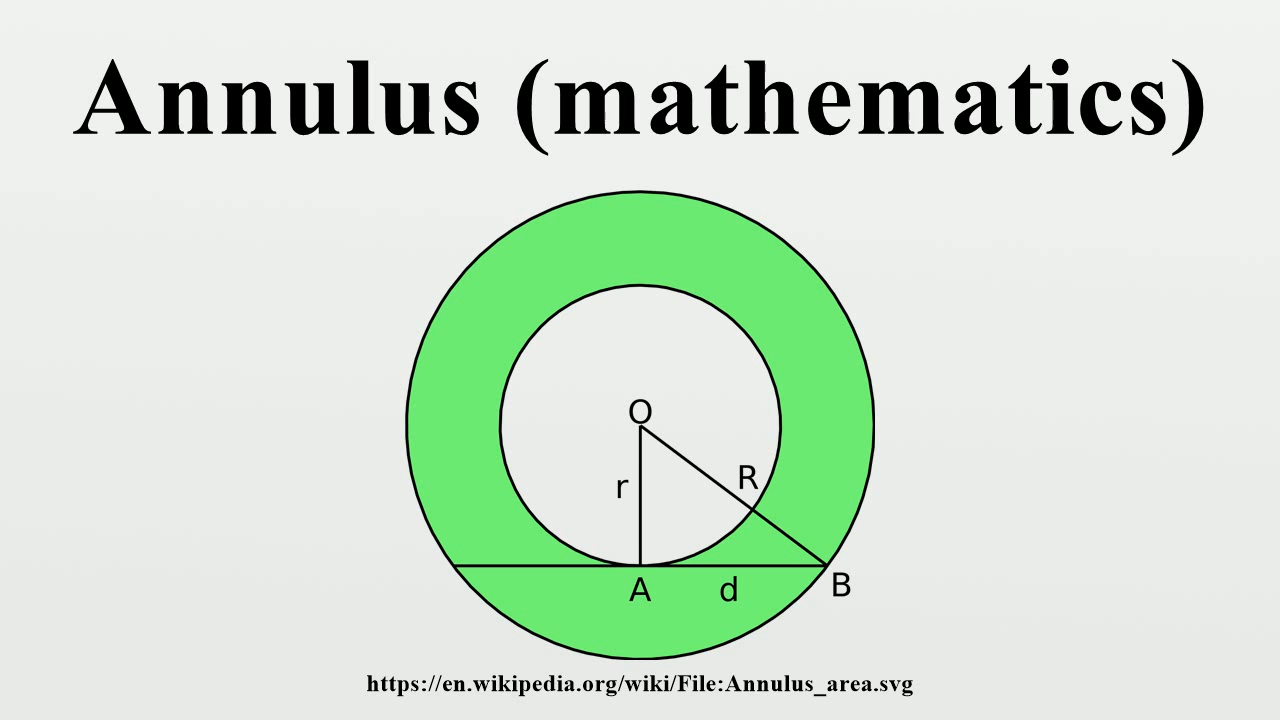 Annulus (mathematics)
O
R
r
A
d
B
https://en.wikipedia.org/wiki/File:Annulus_area.svg